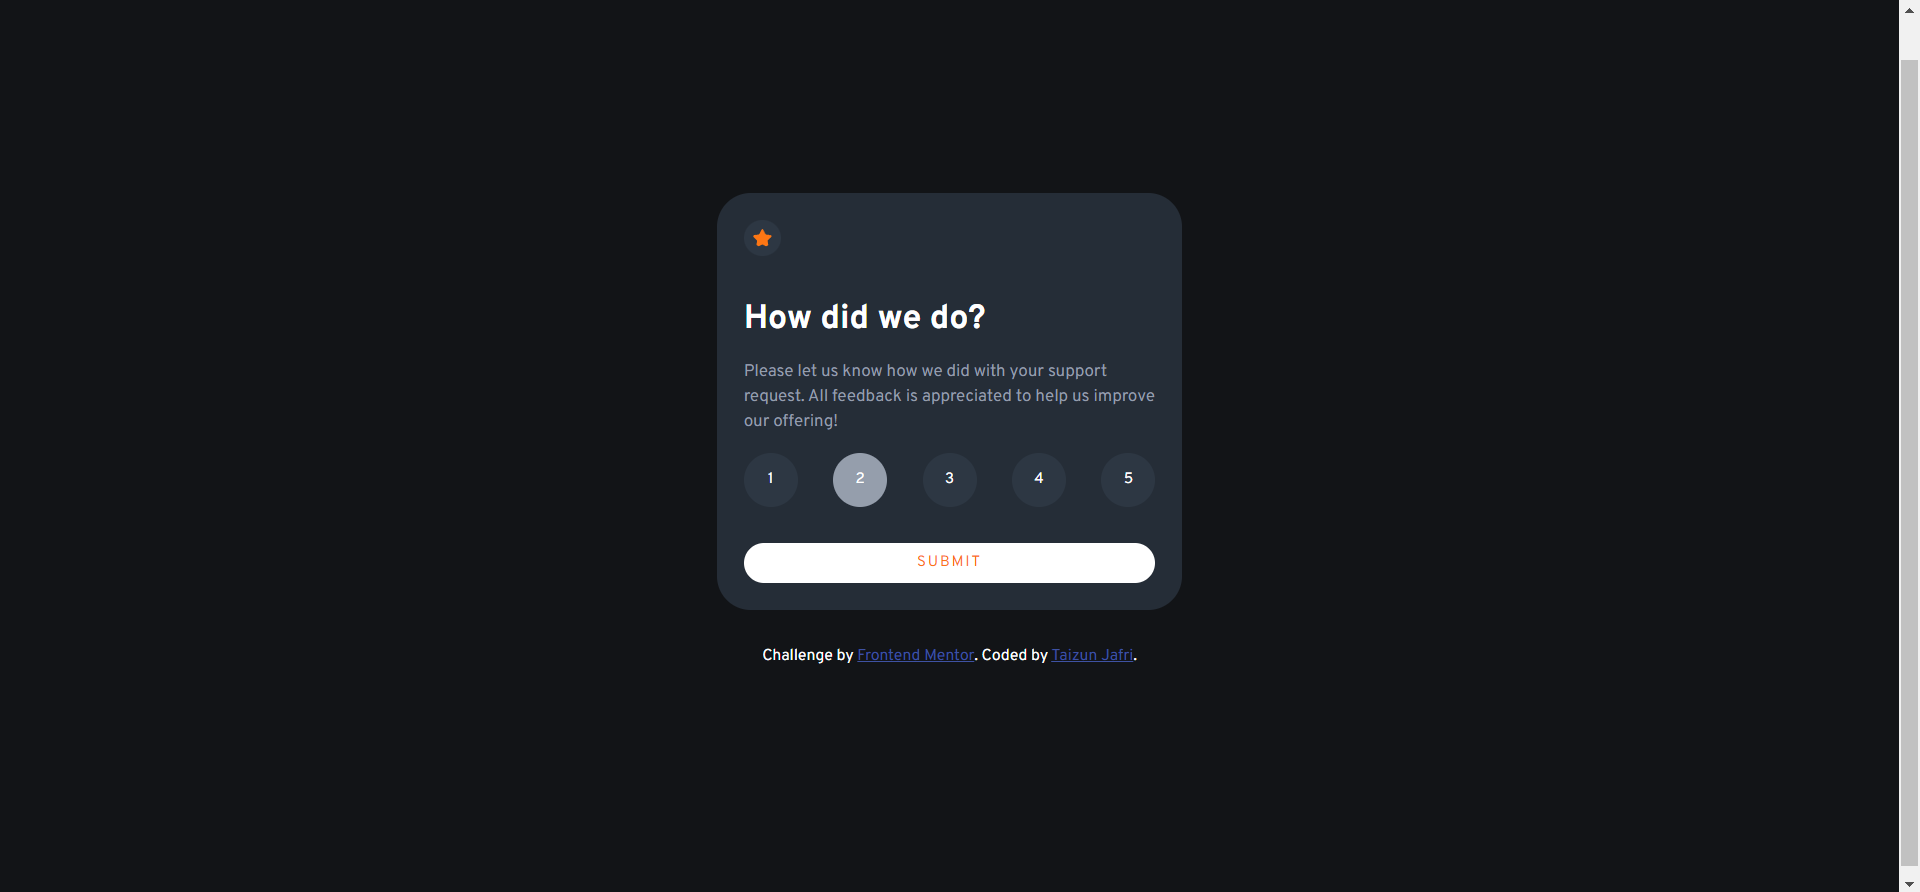 How did we do?
Please let us know how we did with your support
request. All feedback is appreciated to help us improve
our offering!
1 2 3 4 5
SUBMIT
Challenge by Frontend Mentor. Coded by Taizun Jafri.